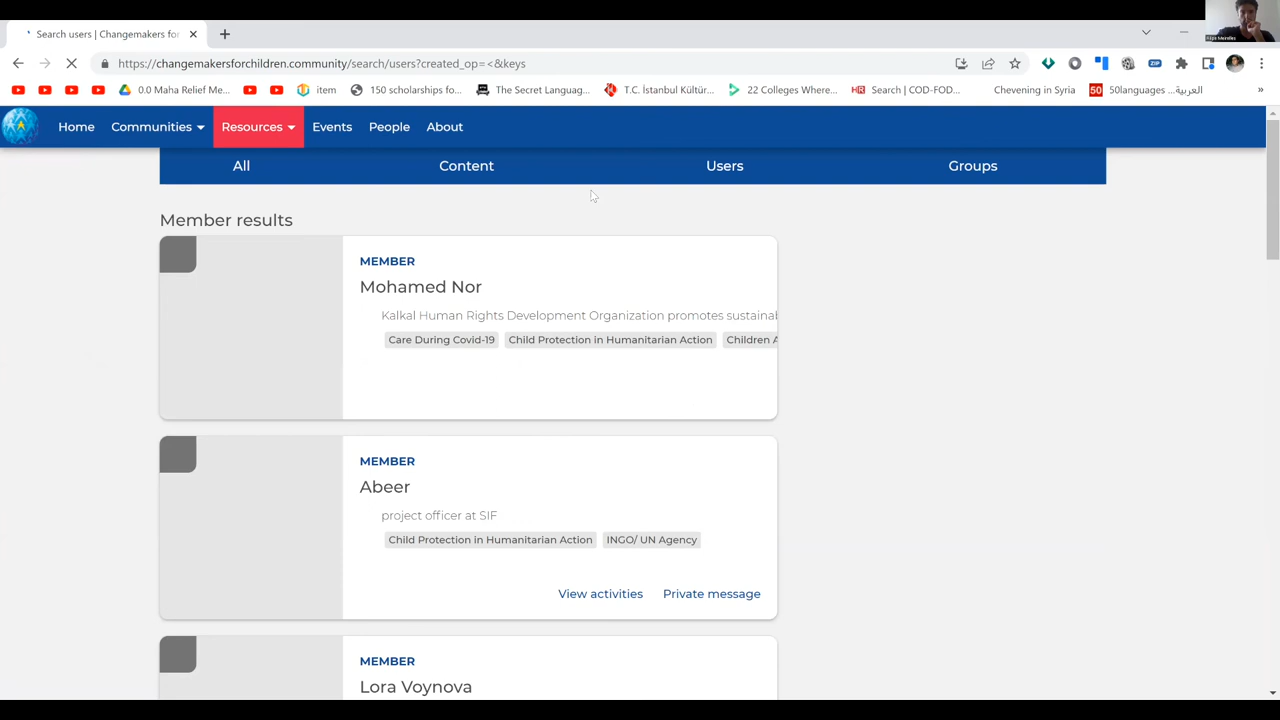 Search users | Changemakers for
https://changemakersforchildren.community/search/users?created_op=<&keys
0.0 Maha Relief Me...
item
150 scholarships fo...
The Secret Languag...
T.C. İstanbul Kültür...
22 Colleges Where...
Search | COD-FOD...
Chevening in Syria
50languages ...العربية
Home
Communities
Resources
Events
People
About
All
Content
Users
Groups
Member results
MEMBER
Mohamed Nor
Kalkal Human Rights Development Organization promotes sustainab
Care During Covid-19
Child Protection in Humanitarian Action
Children A
MEMBER
Abeer
project officer at SIF
Child Protection in Humanitarian Action
INGO/ UN Agency
View activities
Private message
MEMBER
Lora Voynova